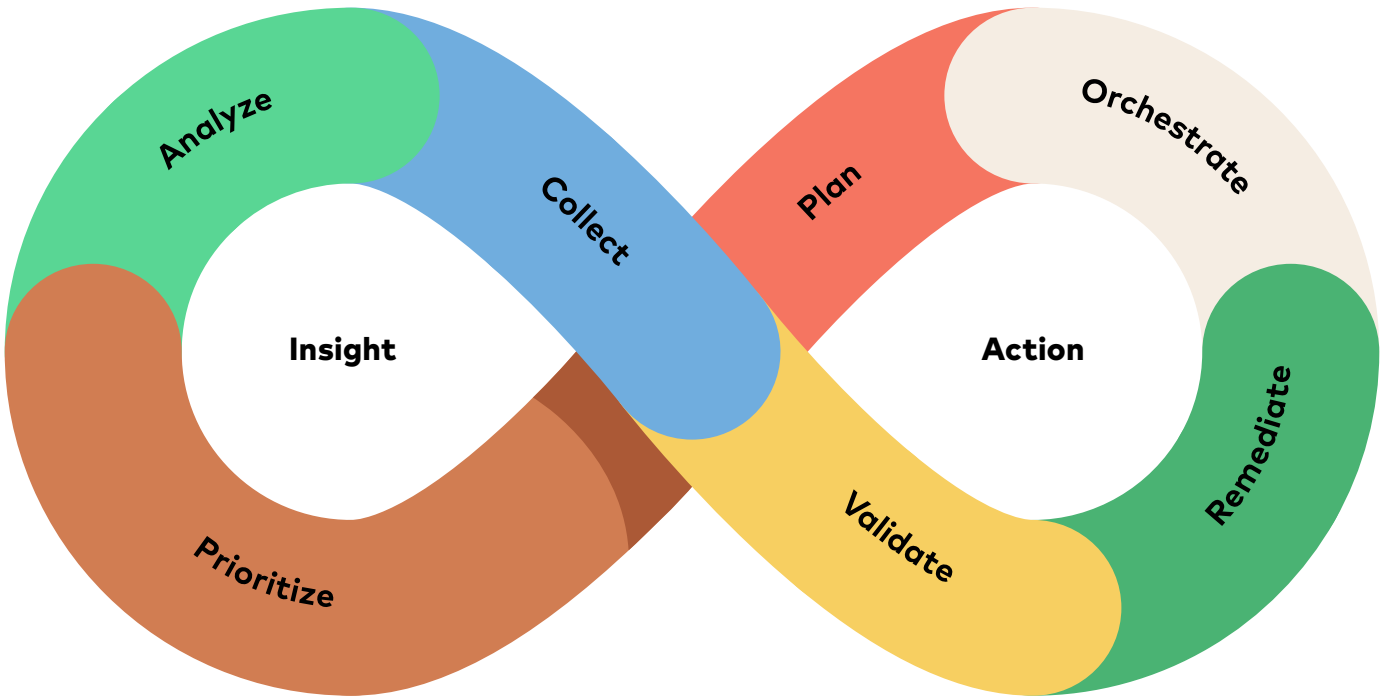 Analyze
Collect
Plan
Orchestrate
Insight
Action
Remediate
Validate
Prioritize